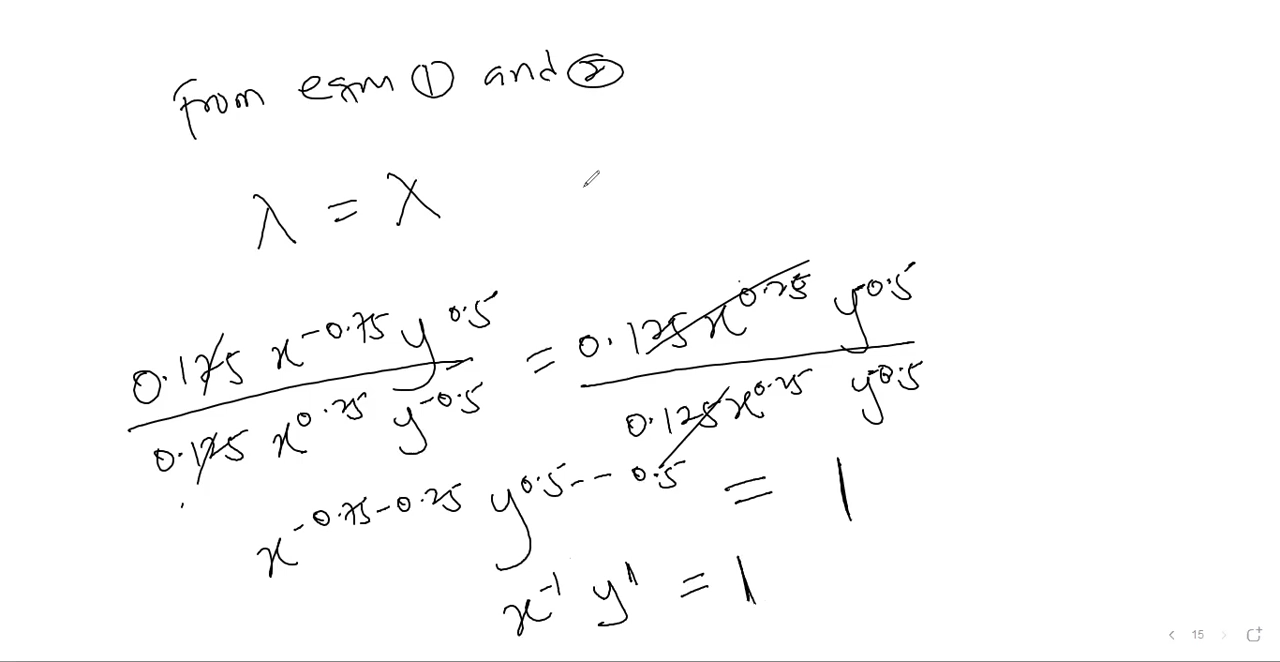 From eqn ① and ②
λ = λ
0.125 x^-0.75 y^0.5 / 0.125 x^0.25 y^-0.5 = 0.125 x^0.25 y^0.5 / 0.125 x^0.25 y^0.5
x^-0.75-0.25 y^0.5--0.5 = 1
x^-1 y^1 = 1
15